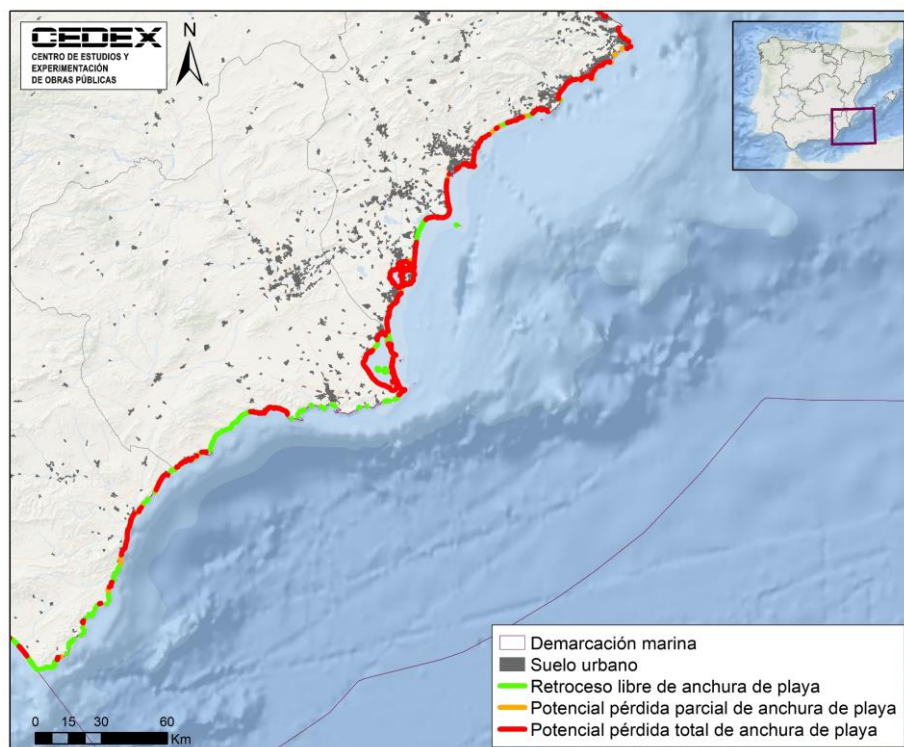 CEDEX
CENTRO DE ESTUDIOS Y
EXPERIMENTACIÓN
DE OBRAS PÚBLICAS
N
Demarcación marina
Suelo urbano
Retroceso libre de anchura de playa
Potencial pérdida parcial de anchura de playa
Potencial pérdida total de anchura de playa
0 15 30 60
Km